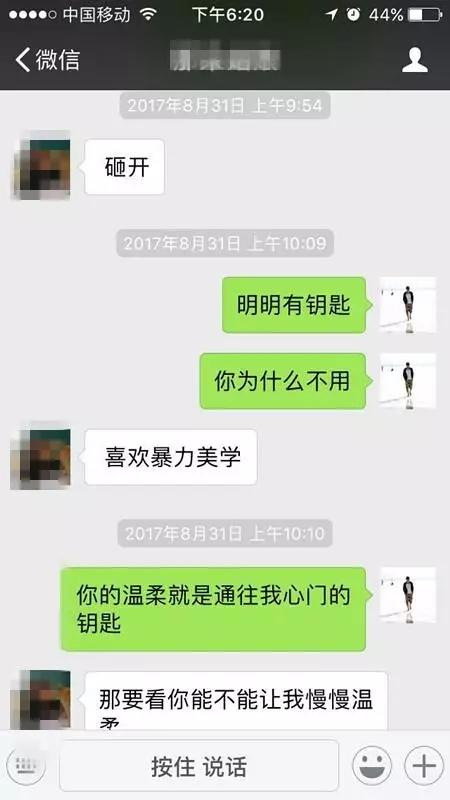 中国移动 下午6:20 44%
微信
2017年8月31日 上午9:54
砸开
2017年8月31日 上午10:09
明明有钥匙
你为什么不用
喜欢暴力美学
2017年8月31日 上午10:10
你的温柔就是通往我心门的
钥匙
那要看你能不能让我慢慢温
柔
按住 说话